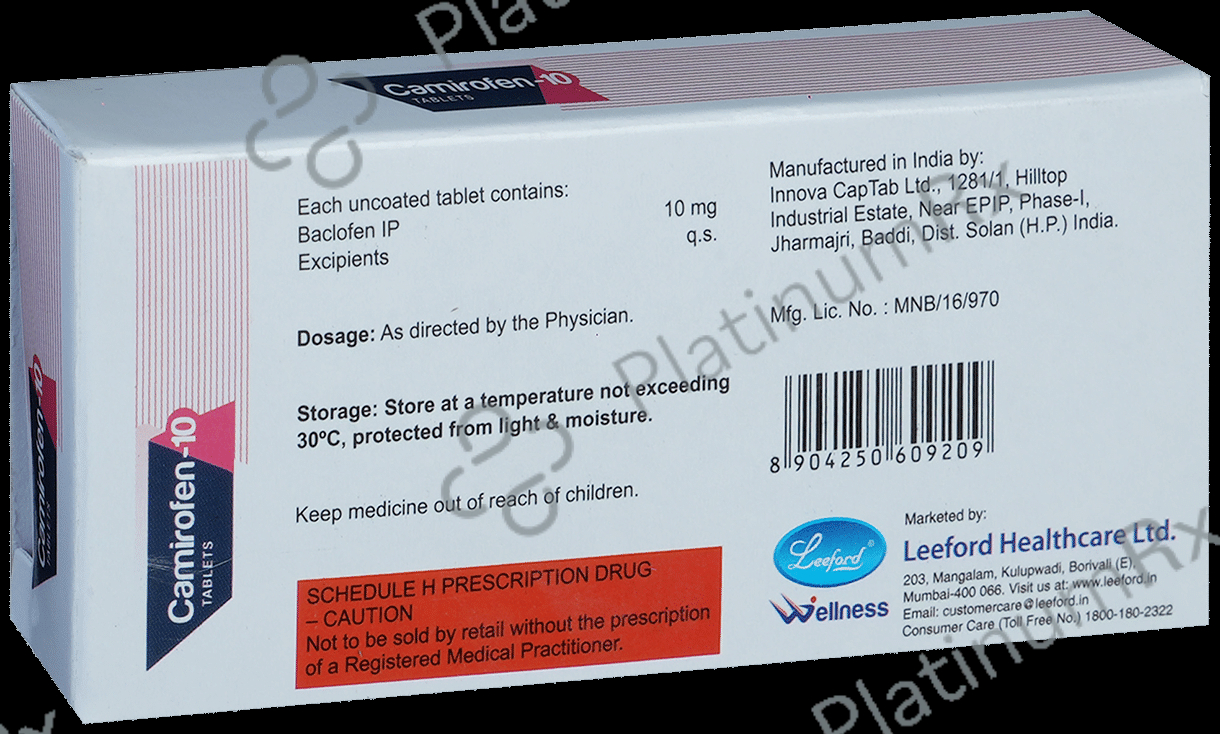 Camirofen-10
TABLETS
Each uncoated tablet contains:
Baclofen IP 10 mg
Excipients q.s.
Dosage: As directed by the Physician.
Storage: Store at a temperature not exceeding
30ºC, protected from light & moisture.
Keep medicine out of reach of children.
SCHEDULE H PRESCRIPTION DRUG
– CAUTION
Not to be sold by retail without the prescription
of a Registered Medical Practitioner.
Manufactured in India by:
Innova CapTab Ltd., 1281/1, Hilltop
Industrial Estate, Near EPIP, Phase-I,
Jharmajri, Baddi, Dist. Solan (H.P.) India.
Mfg. Lic. No. : MNB/16/970
8 904250 609209
Leeford®
Wellness
Marketed by:
Leeford Healthcare Ltd.
203, Mangalam, Kulupwadi, Borivali (E),
Mumbai-400 066. Visit us at: www.leeford.in
Email: customercare@leeford.in
Consumer Care (Toll Free No.) 1800-180-2322
Camirofen-10
TABLETS
Camirofen-10
TABLETS
Platin
PlatinumRx
PlatinumRx
Rx